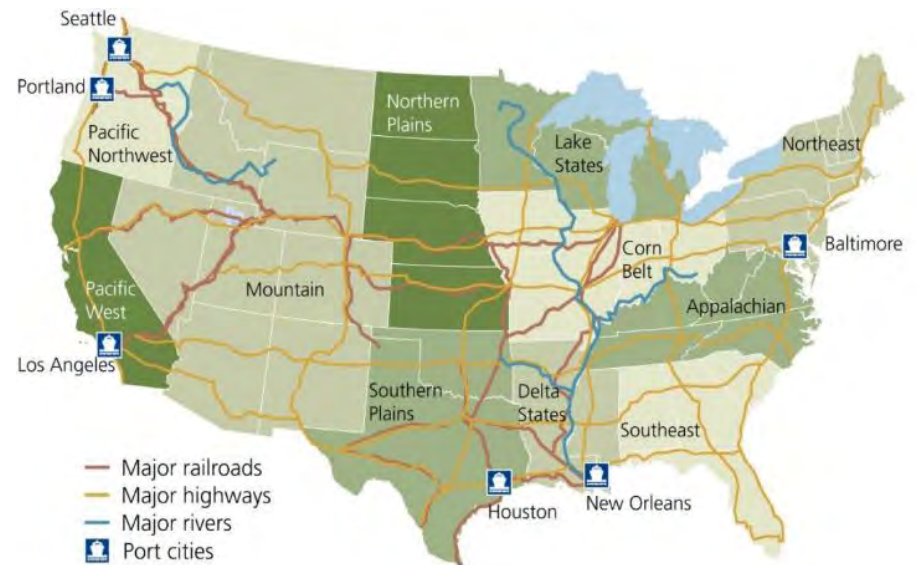 Seattle
Portland
Pacific
Northwest
Northern
Plains
Lake
States
Northeast
Baltimore
Corn
Belt
Appalachian
Mountain
Pacific
West
Los Angeles
Southern
Plains
Delta
States
Southeast
New Orleans
Houston
Major railroads
Major highways
Major rivers
Port cities